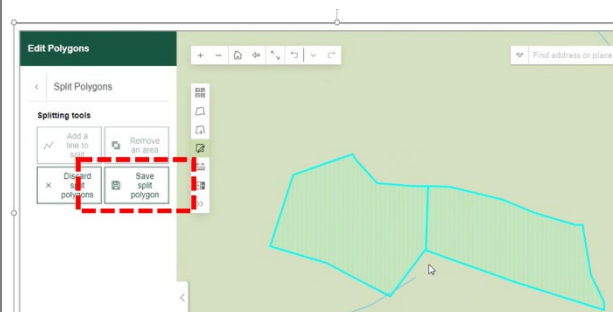 Edit Polygons
Find address or place
Split Polygons
Splitting tools
Add a
line to
split
Remove
an area
Discard
split
polygons
Save
split
polygon